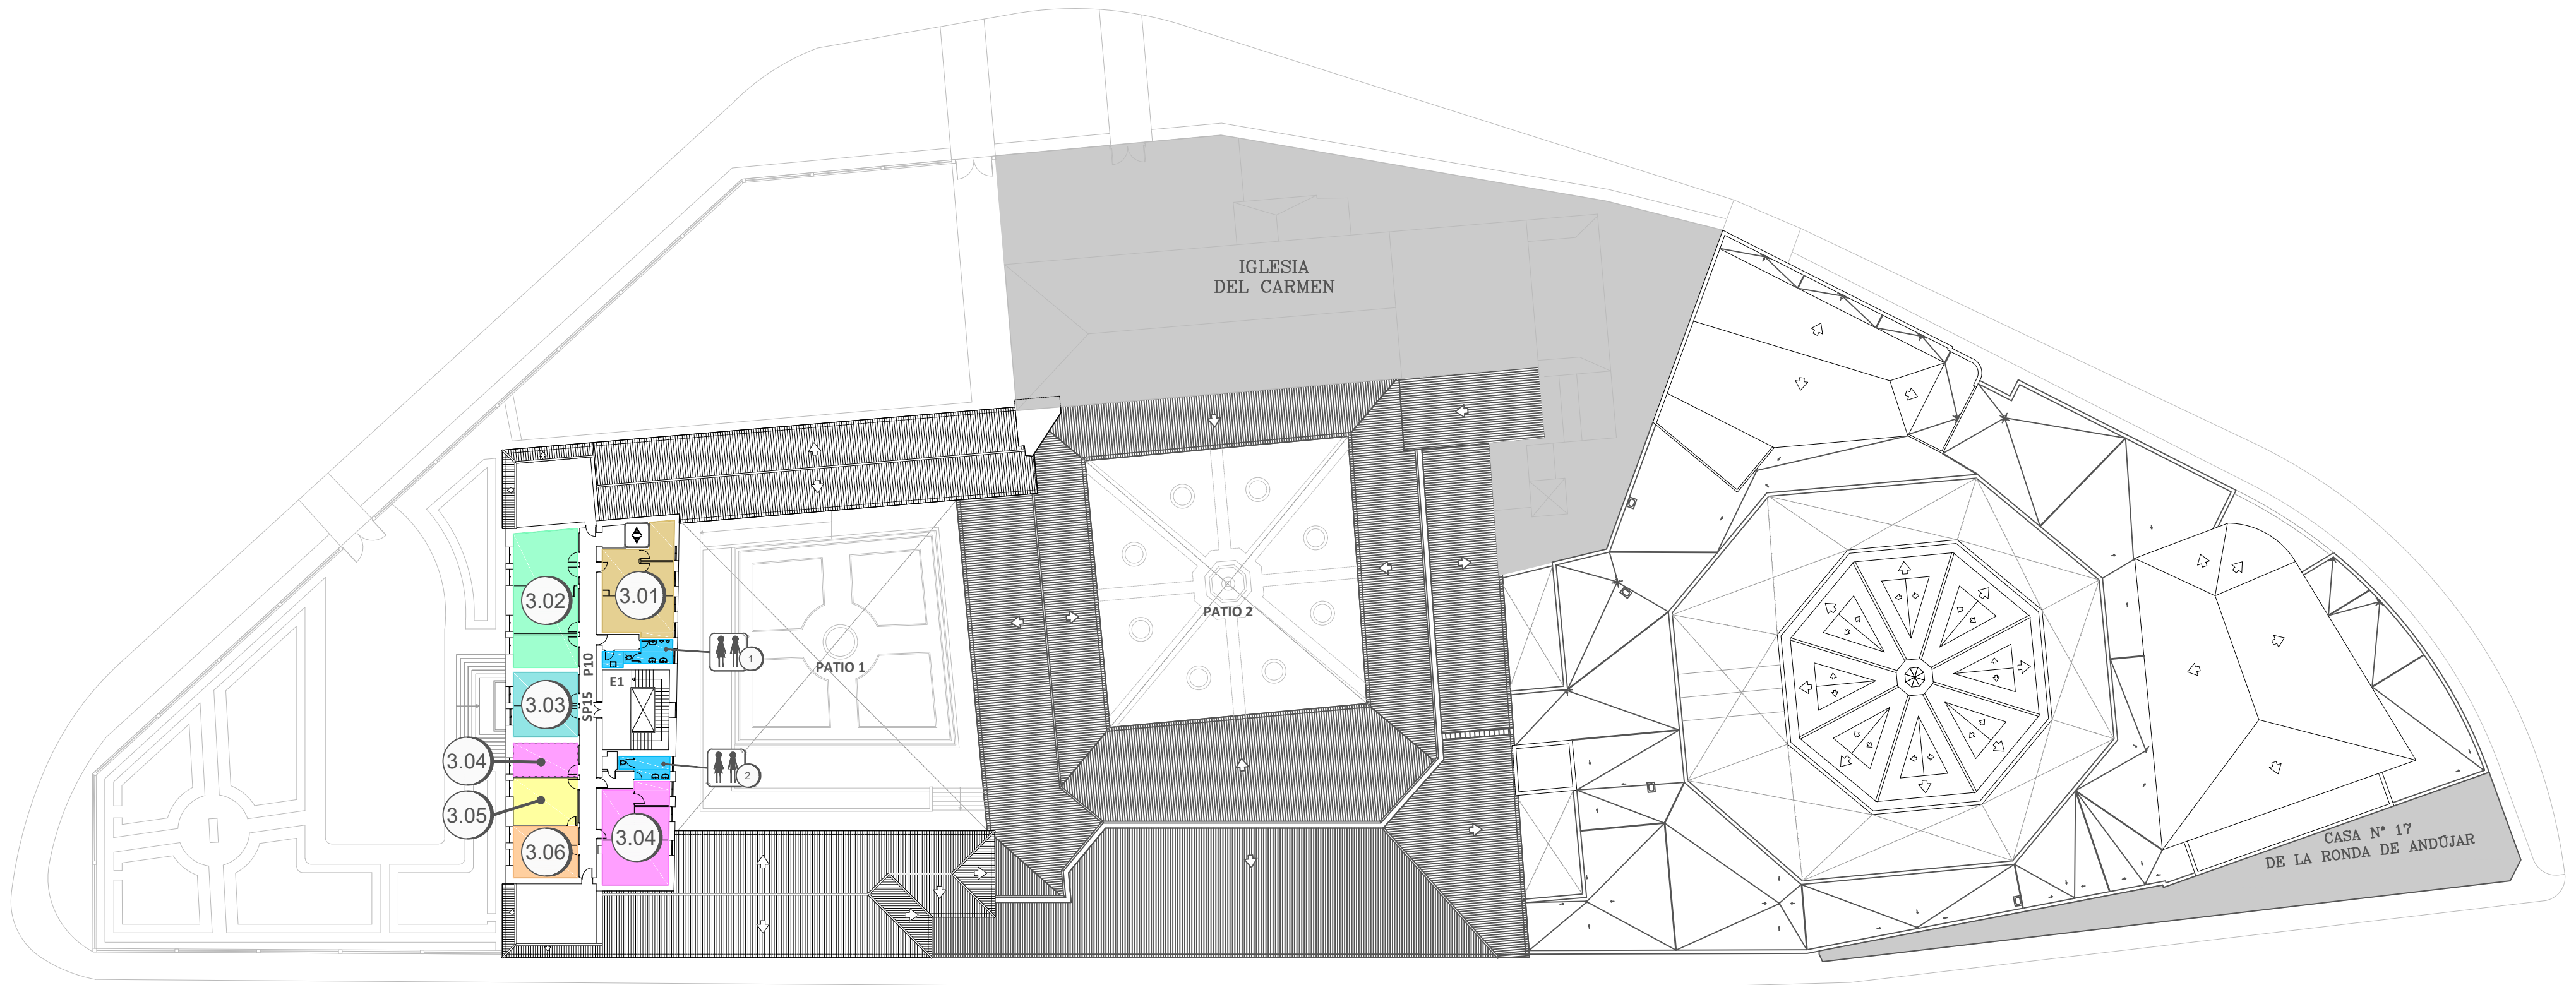 IGLESIA
DEL CARMEN
3.02
3.01
1
PATIO 1
PATIO 2
P10
E1
SP15
3.03
3.04
2
3.05
3.04
3.06
CASA Nº 17
DE LA RONDA DE ANDÚJAR